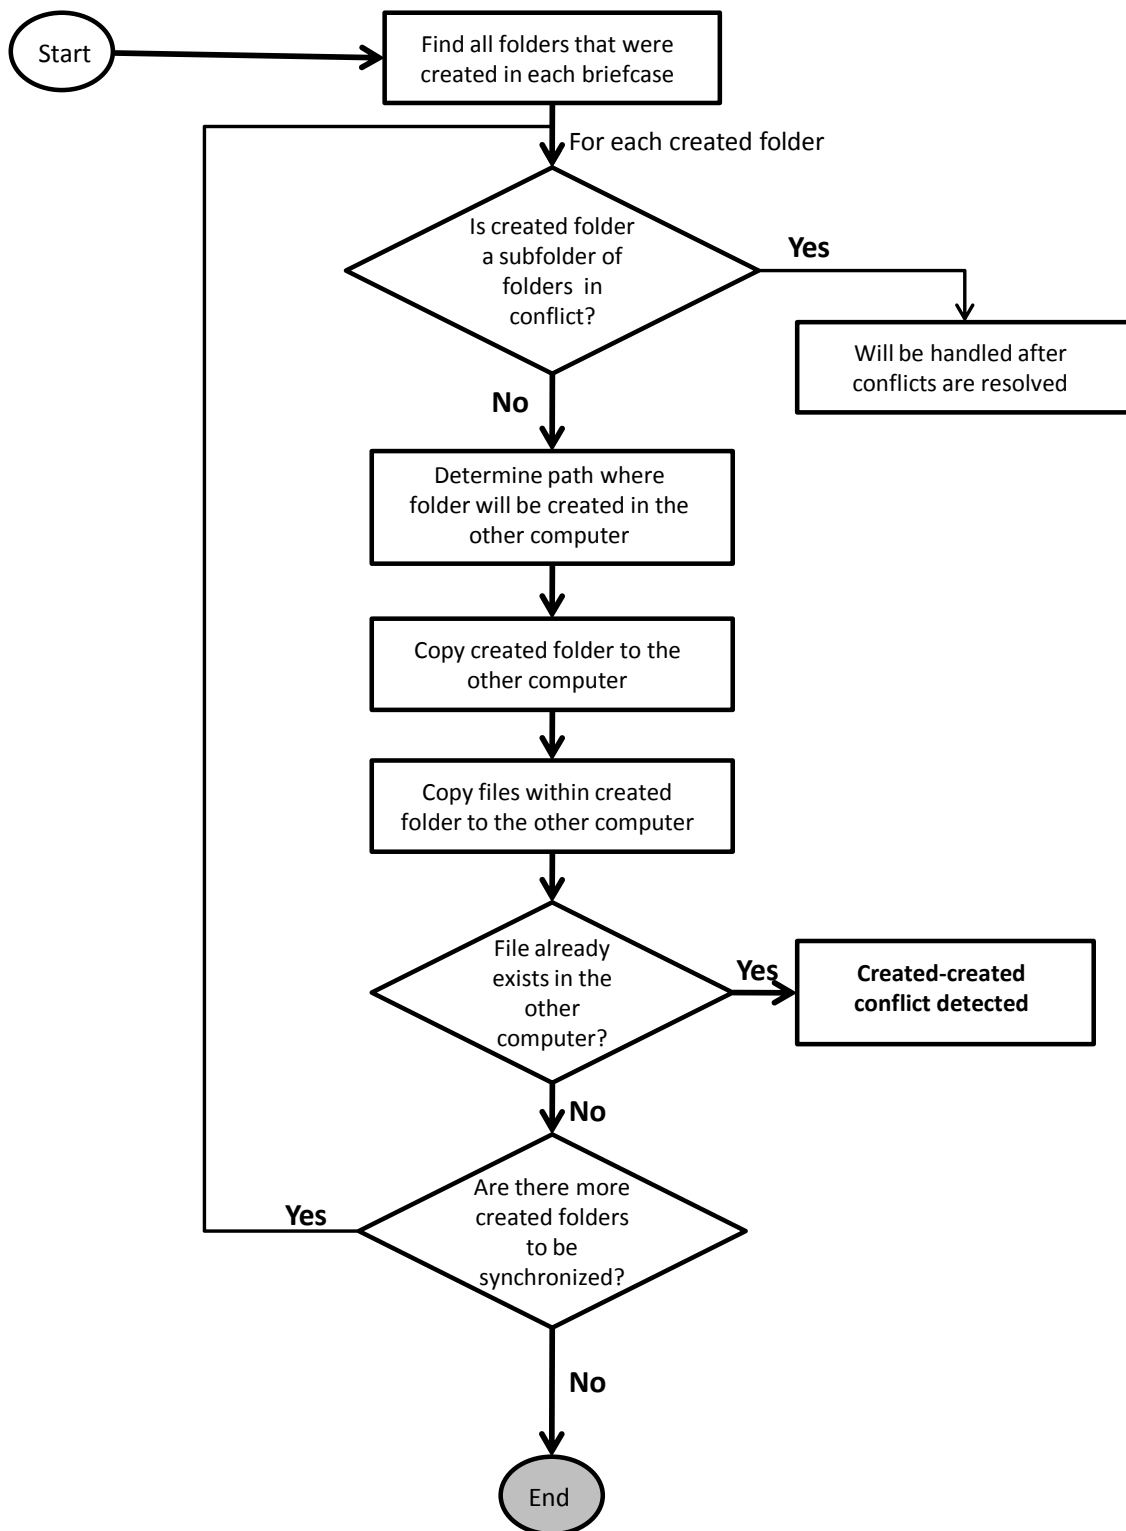 Start
Find all folders that were
created in each briefcase
For each created folder
Is created folder
a subfolder of
folders in
conflict?
Yes
Will be handled after
conflicts are resolved
No
Determine path where
folder will be created in the
other computer
Copy created folder to the
other computer
Copy files within created
folder to the other computer
File already
exists in the
other
computer?
Yes
Created-created
conflict detected
No
Are there more
created folders
to be
synchronized?
Yes
No
End